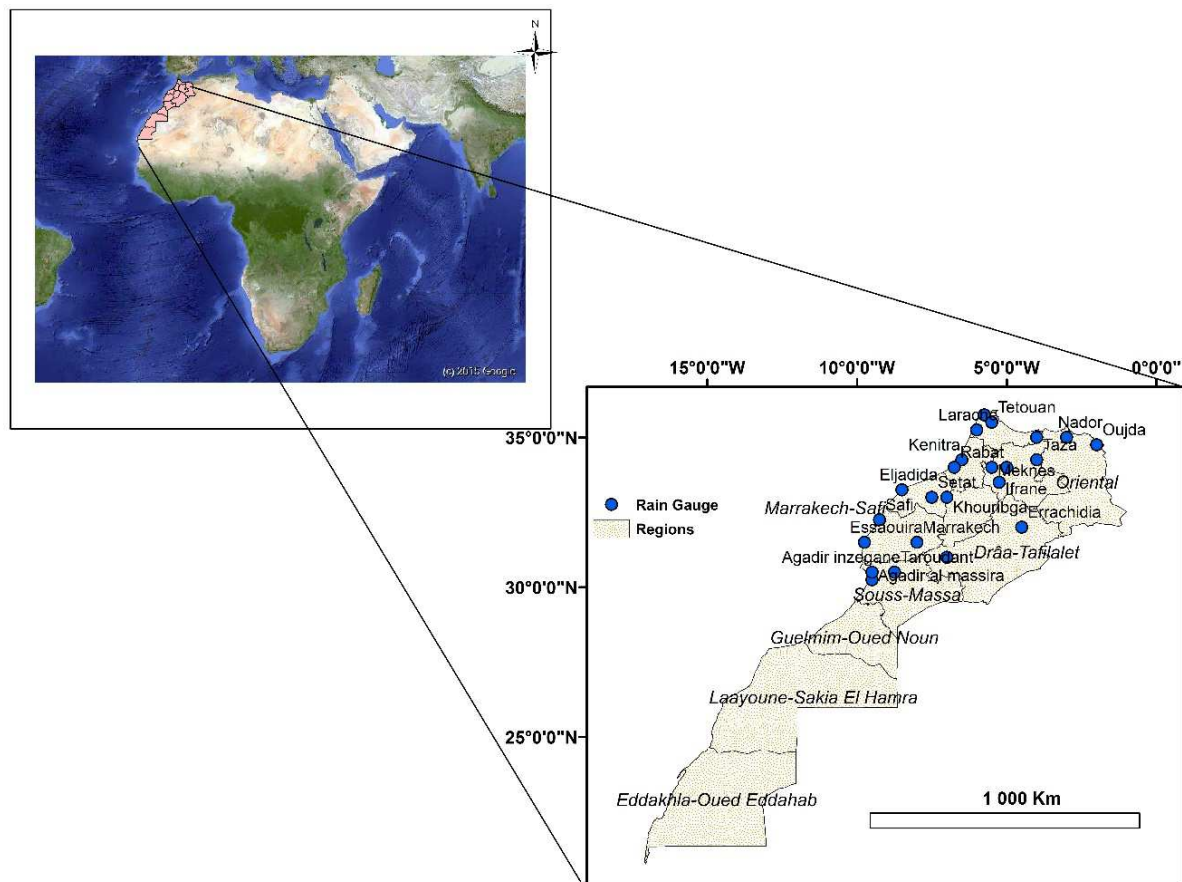 N
(c) 2015 Google
15°0'0"W 10°0'0"W 5°0'0"W 0°0'0"
35°0'0"N
30°0'0"N
25°0'0"N
Rain Gauge
Regions
Tetouan
Larache
Nador
Oujda
Kenitra
Rabat
Taza
Meknes
Eljadida
Setat
Ifrane
Oriental
Marrakech-Safi
Safi
Khouribga
Errachidia
Essaouira
Marrakech
Drâa-Tafilalet
Agadir inzegane
Taroudant
Agadir al massira
Souss-Massa
Guelmim-Oued Noun
Laayoune-Sakia El Hamra
Eddakhla-Oued Eddahab
1 000 Km